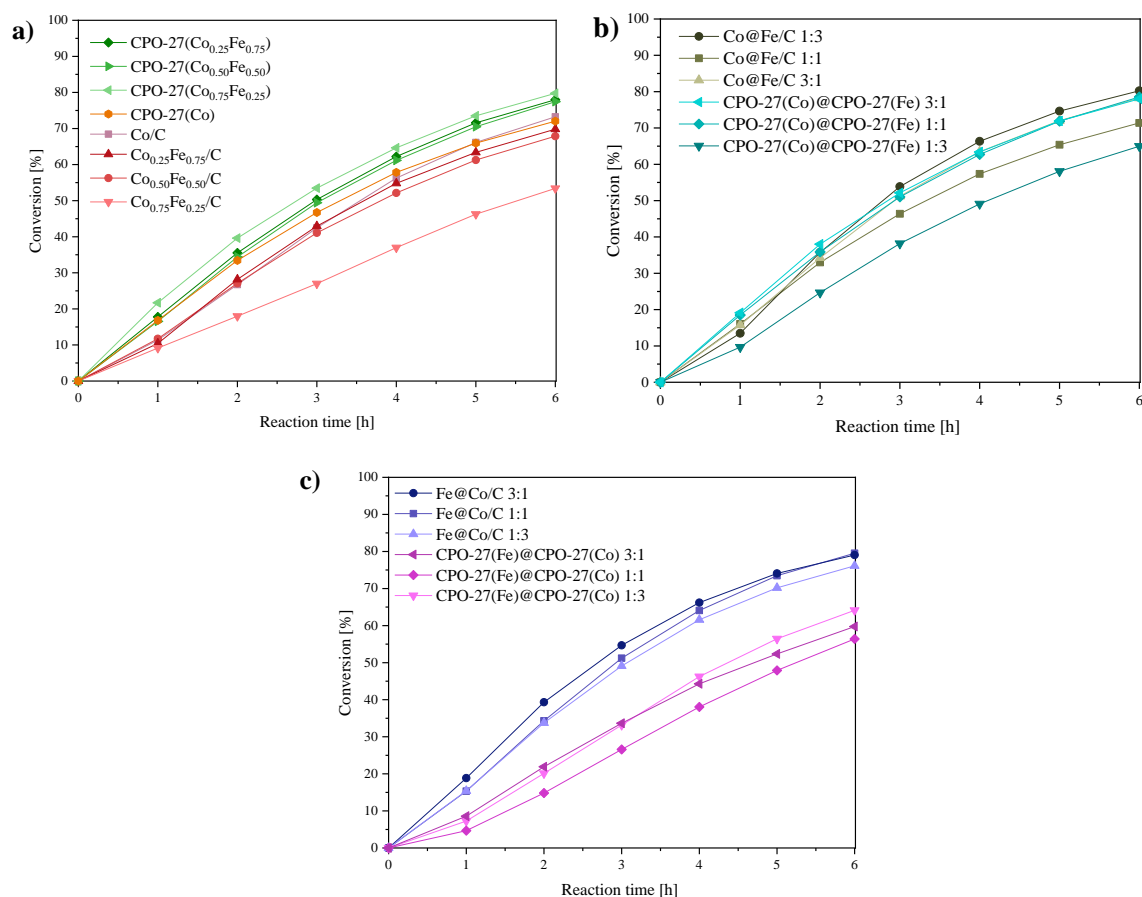 a)
CPO-27(Co0.25Fe0.75)
CPO-27(Co0.50Fe0.50)
CPO-27(Co0.75Fe0.25)
CPO-27(Co)
Co/C
Co0.25Fe0.75/C
Co0.50Fe0.50/C
Co0.75Fe0.25/C
Conversion [%]
100
90
80
70
60
50
40
30
20
10
0
0 1 2 3 4 5 6
Reaction time [h]
b)
Co@Fe/C 1:3
Co@Fe/C 1:1
Co@Fe/C 3:1
CPO-27(Co)@CPO-27(Fe) 3:1
CPO-27(Co)@CPO-27(Fe) 1:1
CPO-27(Co)@CPO-27(Fe) 1:3
Conversion [%]
100
90
80
70
60
50
40
30
20
10
0
0 1 2 3 4 5 6
Reaction time [h]
c)
Fe@Co/C 3:1
Fe@Co/C 1:1
Fe@Co/C 1:3
CPO-27(Fe)@CPO-27(Co) 3:1
CPO-27(Fe)@CPO-27(Co) 1:1
CPO-27(Fe)@CPO-27(Co) 1:3
Conversion [%]
100
90
80
70
60
50
40
30
20
10
0
0 1 2 3 4 5 6
Reaction time [h]